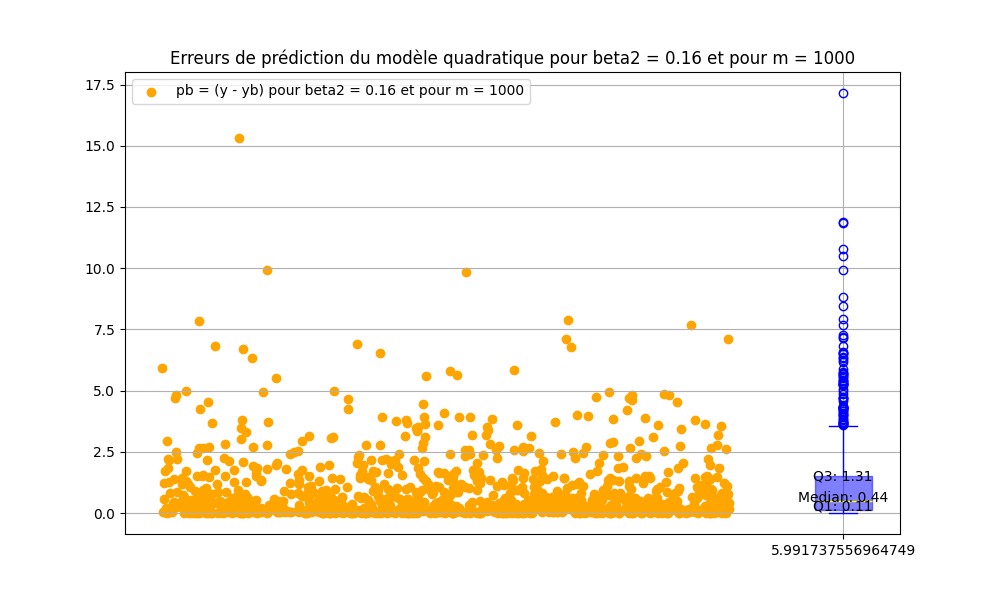 Erreurs de prédiction du modèle quadratique pour beta2 = 0.16 et pour m = 1000
pb = (y - yb) pour beta2 = 0.16 et pour m = 1000
17.5
15.0
12.5
10.0
7.5
5.0
2.5
0.0
Q3: 1.31
Median: 0.44
Q1: 0.11
5.991737556964749